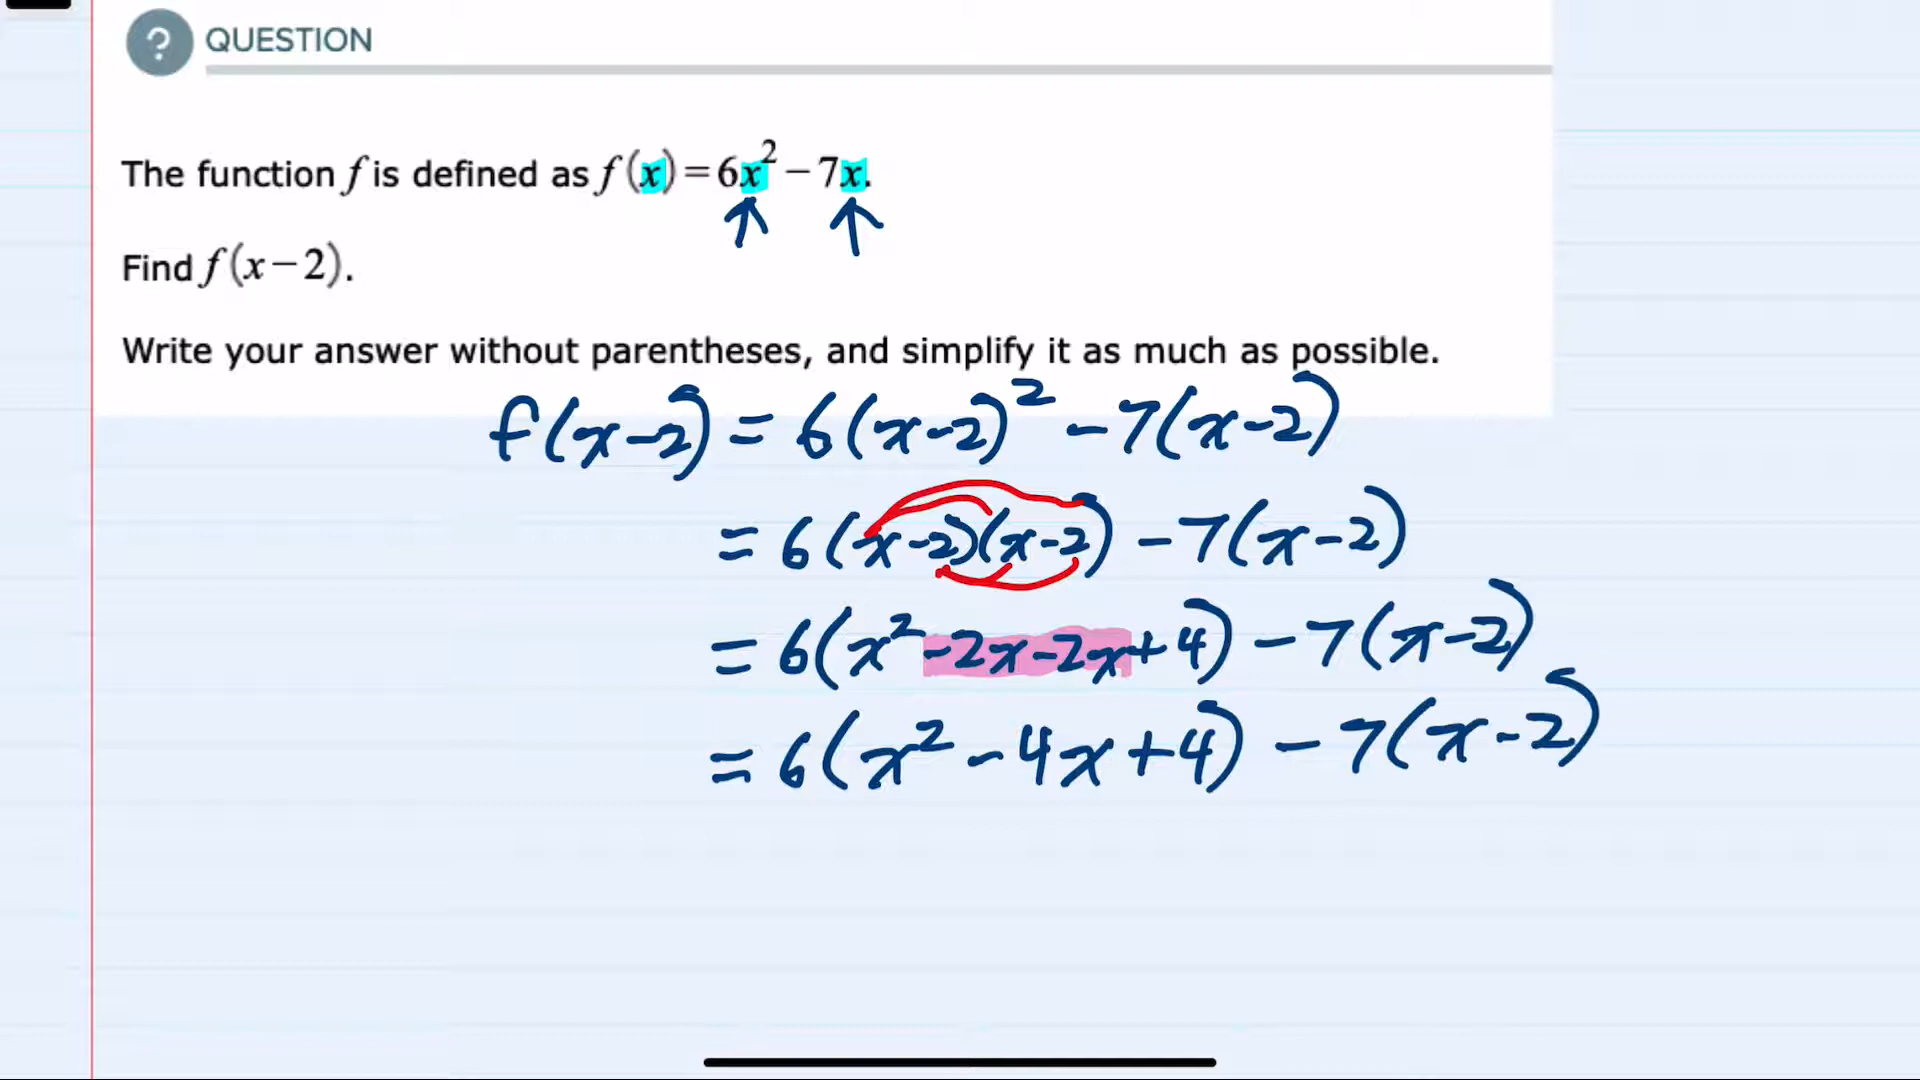 ? QUESTION
The function f is defined as f(x)=6x²−7x.
Find f(x−2).
Write your answer without parentheses, and simplify it as much as possible.
f(x-2) = 6(x-2)² - 7(x-2)
= 6(x-2)(x-2) - 7(x-2)
= 6(x²-2x-2x+4) - 7(x-2)
= 6(x²-4x+4) - 7(x-2)